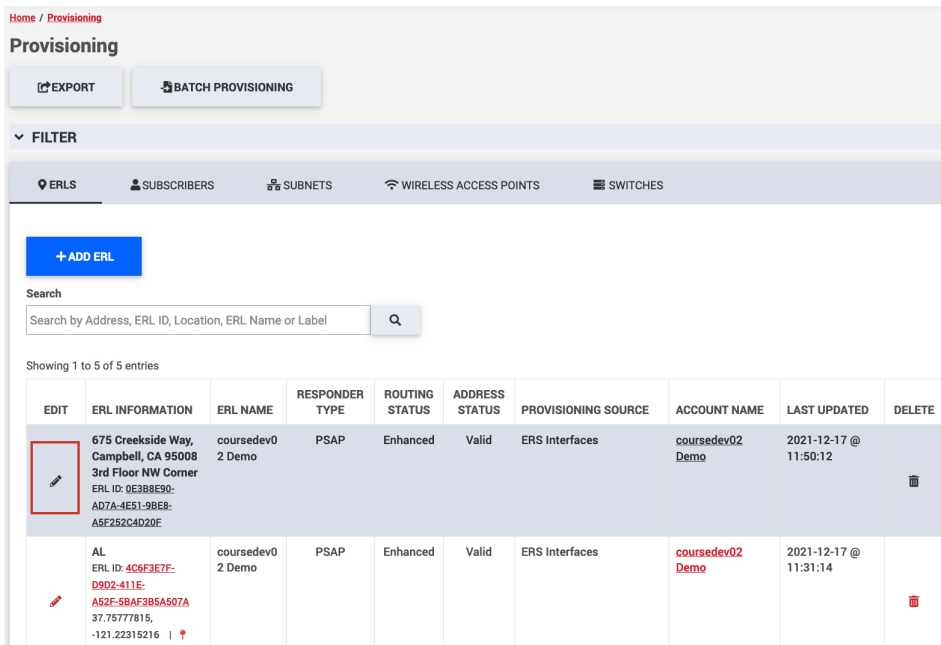 Home / Provisioning
Provisioning
EXPORT
BATCH PROVISIONING
FILTER
ERLS
SUBSCRIBERS
SUBNETS
WIRELESS ACCESS POINTS
SWITCHES
+ ADD ERL
Search
Search by Address, ERL ID, Location, ERL Name or Label
Showing 1 to 5 of 5 entries
EDIT
ERL INFORMATION
ERL NAME
RESPONDER
TYPE
ROUTING
STATUS
ADDRESS
STATUS
PROVISIONING SOURCE
ACCOUNT NAME
LAST UPDATED
DELETE
675 Creekside Way,
Campbell, CA 95008
3rd Floor NW Corner
ERL ID: 0E3B8E90-
AD7A-4E51-9BE8-
A5F252C4D20F
coursedev0
2 Demo
PSAP
Enhanced
Valid
ERS Interfaces
coursedev02
Demo
2021-12-17 @
11:50:12
AL
ERL ID: 4C6F3E7F-
D9D2-411E-
A52F-5BAF3B5A507A
37.75777815,
-121.22315216 |
coursedev0
2 Demo
PSAP
Enhanced
Valid
ERS Interfaces
coursedev02
Demo
2021-12-17 @
11:31:14